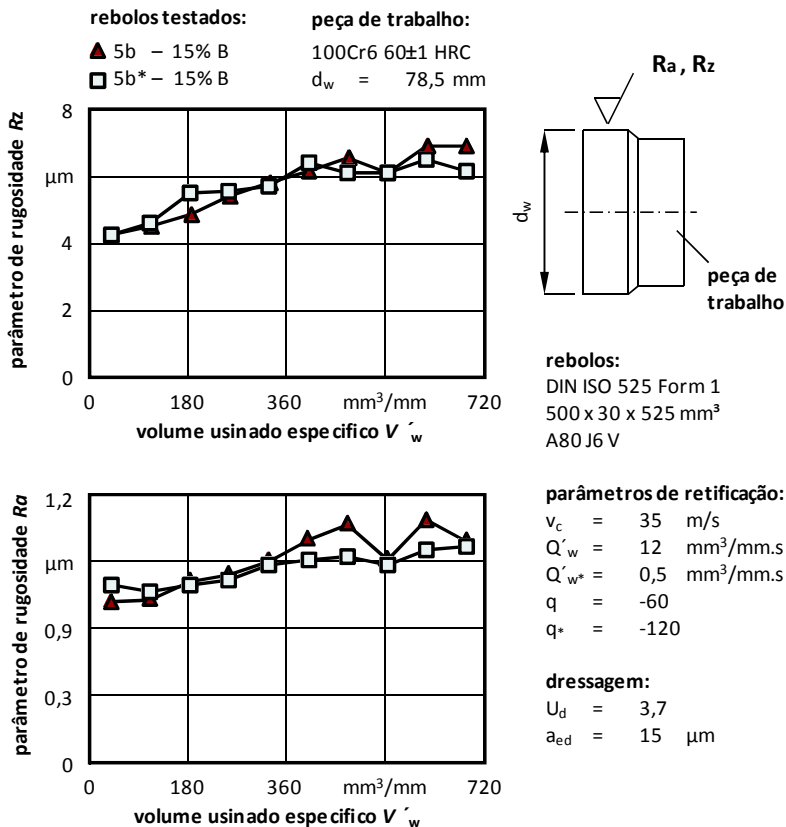 rebolos testados:
5b – 15% B
5b* – 15% B
peça de trabalho:
100Cr6 60±1 HRC
d_w = 78,5 mm
parâmetro de rugosidade Rz
8
µm
4
2
0
0 180 360 mm³/mm 720
volume usinado especifico V´_w
Ra , Rz
d_w
peça de
trabalho
rebolos:
DIN ISO 525 Form 1
500 x 30 x 525 mm³
A80 J6 V
parâmetro de rugosidade Ra
1,2
µm
0,9
0,3
0
0 180 360 mm³/mm 720
volume usinado especifico V´_w
parâmetros de retificação:
v_c = 35 m/s
Q´_w = 12 mm³/mm.s
Q´_w* = 0,5 mm³/mm.s
q = -60
q* = -120
dressagem:
U_d = 3,7
a_ed = 15 µm